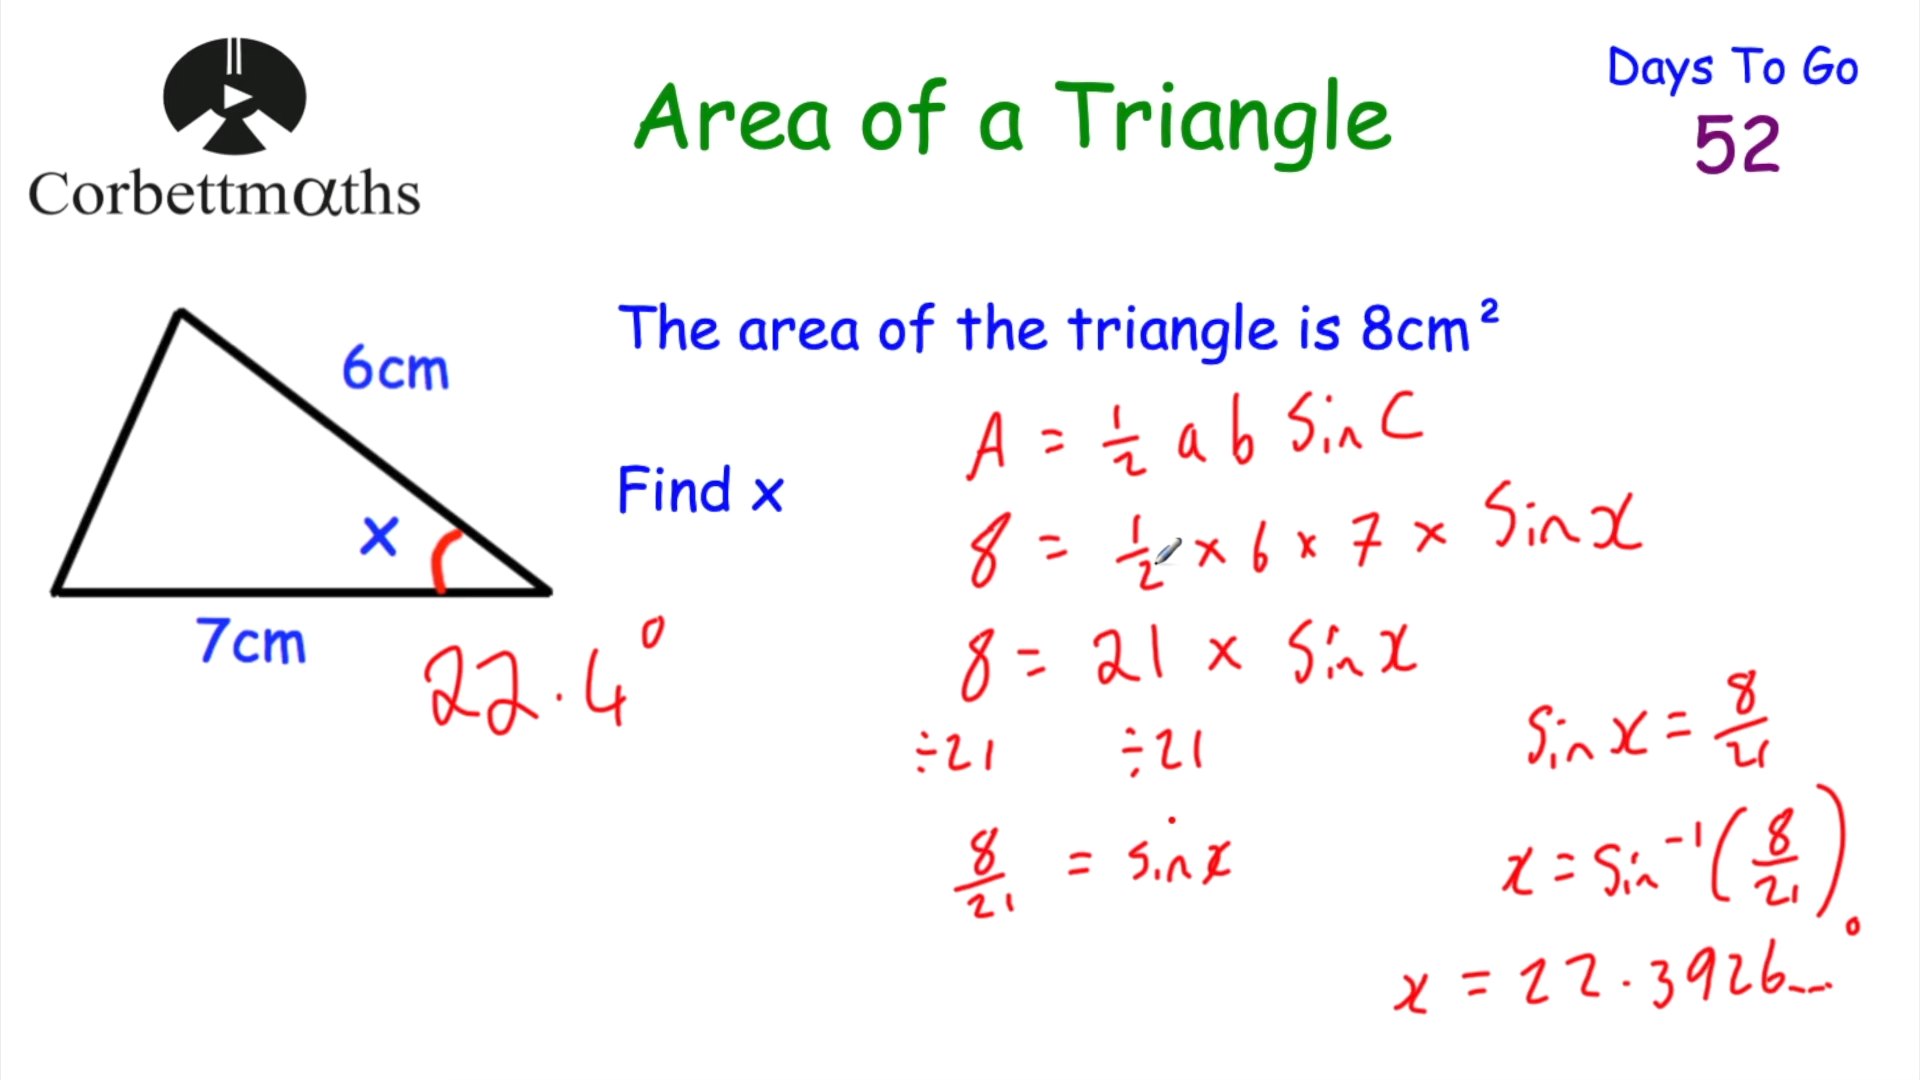 Corbettmαths
Area of a Triangle
Days To Go
52
6cm
x
7cm
22.4°
The area of the triangle is 8cm²
Find x
A = 1/2 a b Sin C
8 = 1/2 × 6 × 7 × Sin x
8 = 21 × Sin x
÷21 ÷21
8/21 = sin x
Sin x = 8/21
x = Sin⁻¹(8/21)
x = 22.3926...°